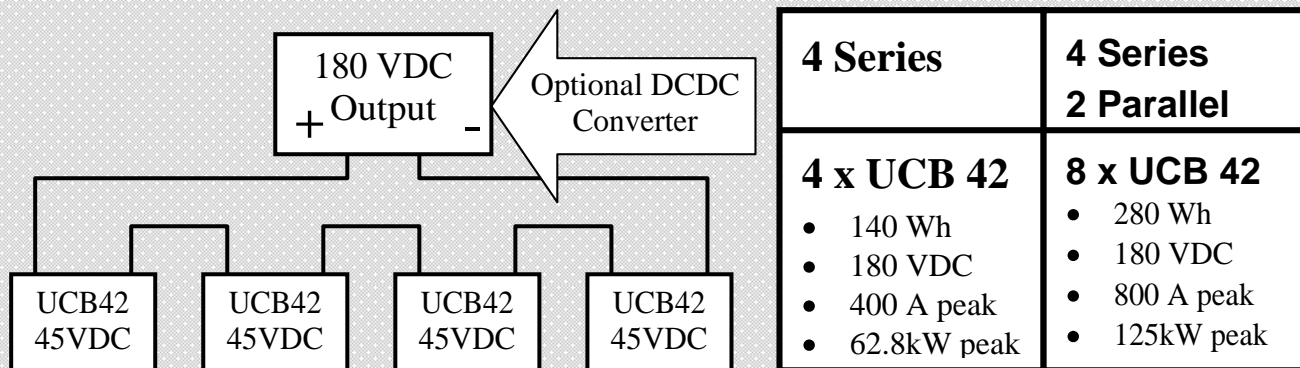 180 VDC
+ Output -
Optional DCDC
Converter
UCB42
45VDC
UCB42
45VDC
UCB42
45VDC
UCB42
45VDC
4 Series
4 Series
2 Parallel
4 x UCB 42
• 140 Wh
• 180 VDC
• 400 A peak
• 62.8kW peak
8 x UCB 42
• 280 Wh
• 180 VDC
• 800 A peak
• 125kW peak